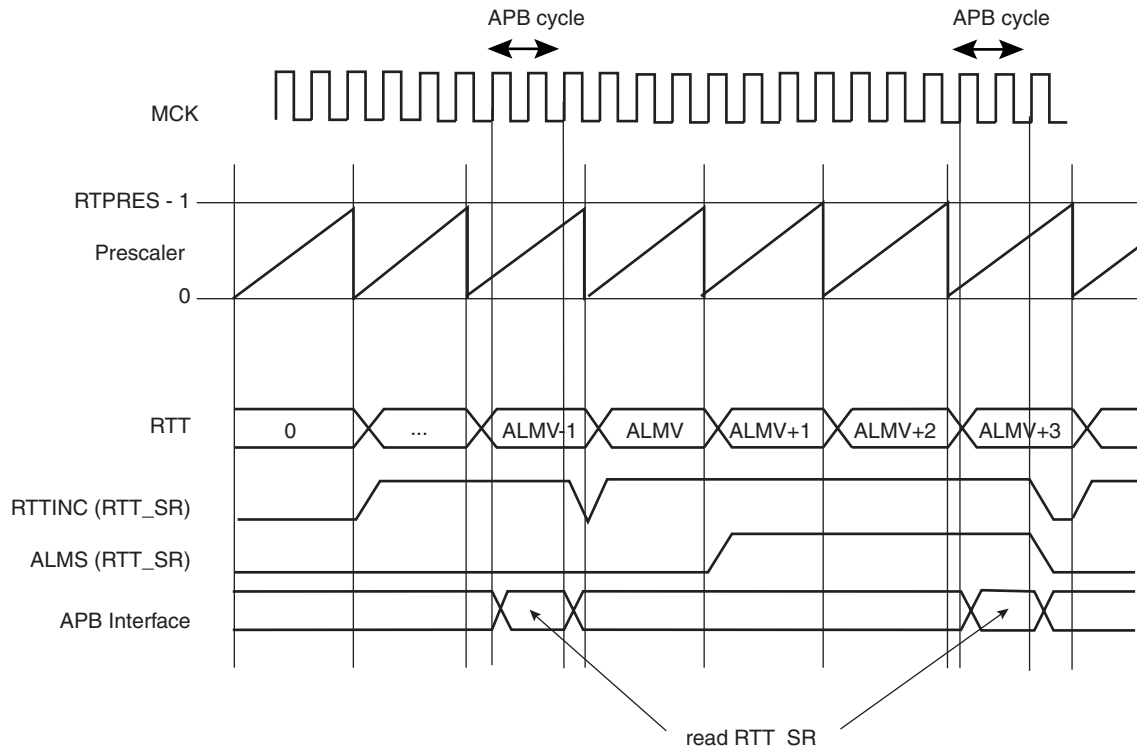 APB cycle APB cycle
MCK
RTPRES - 1
Prescaler
0
RTT 0 ... ALMV-1 ALMV ALMV+1 ALMV+2 ALMV+3
RTTINC (RTT_SR)
ALMS (RTT_SR)
APB Interface
read RTT_SR